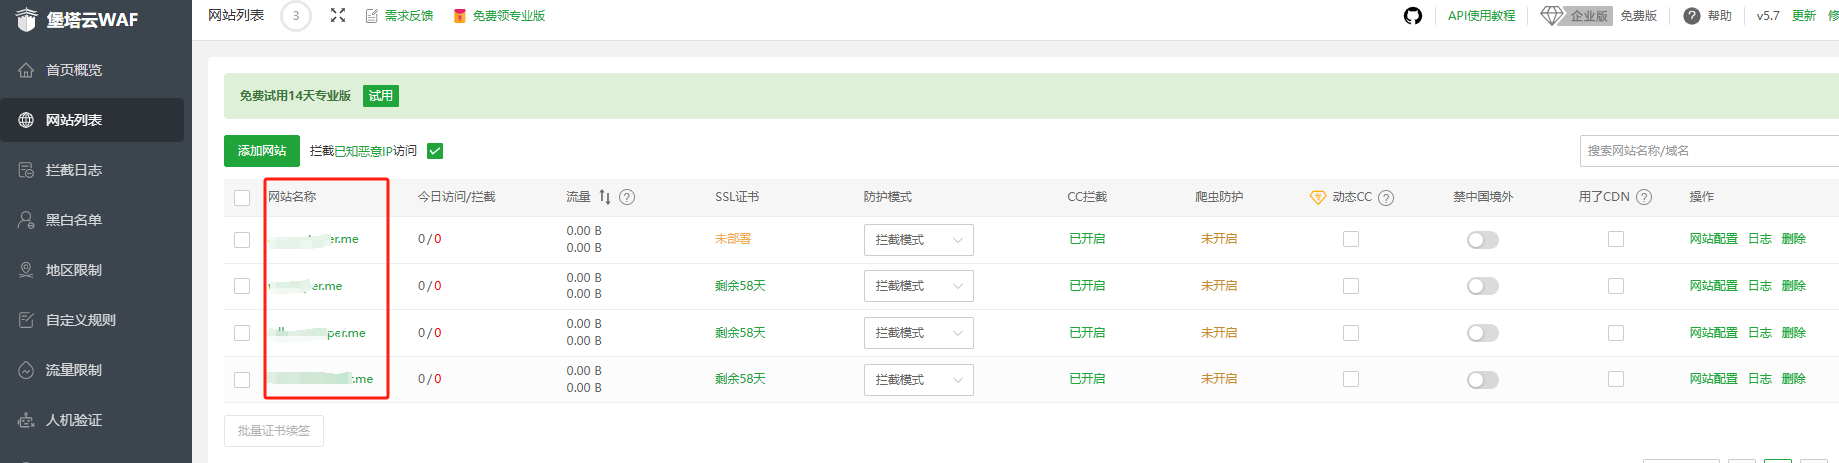 堡塔云WAF
首页概览
网站列表
拦截日志
黑白名单
地区限制
自定义规则
流量限制
人机验证
网站列表 3 需求反馈 免费领专业版 API使用教程 企业版 免费版 ? 帮助 v5.7 更新
免费试用14天专业版 试用
添加网站 拦截已知恶意IP访问 搜索网站名称/域名
网站名称 今日访问/拦截 流量 ? SSL证书 防护模式 CC拦截 爬虫防护 动态CC ? 禁中国境外 用了CDN ? 操作
er.me 0 / 0 0.00 B 未部署 拦截模式 已开启 未开启 网站配置 日志 删除
0.00 B
per.me 0 / 0 0.00 B 剩余58天 拦截模式 已开启 未开启 网站配置 日志 删除
0.00 B
per.me 0 / 0 0.00 B 剩余58天 拦截模式 已开启 未开启 网站配置 日志 删除
0.00 B
.me 0 / 0 0.00 B 剩余58天 拦截模式 已开启 未开启 网站配置 日志 删除
0.00 B
批量证书续签